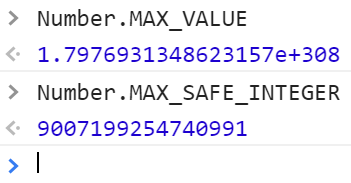 Number.MAX_VALUE
1.7976931348623157e+308
Number.MAX_SAFE_INTEGER
9007199254740991